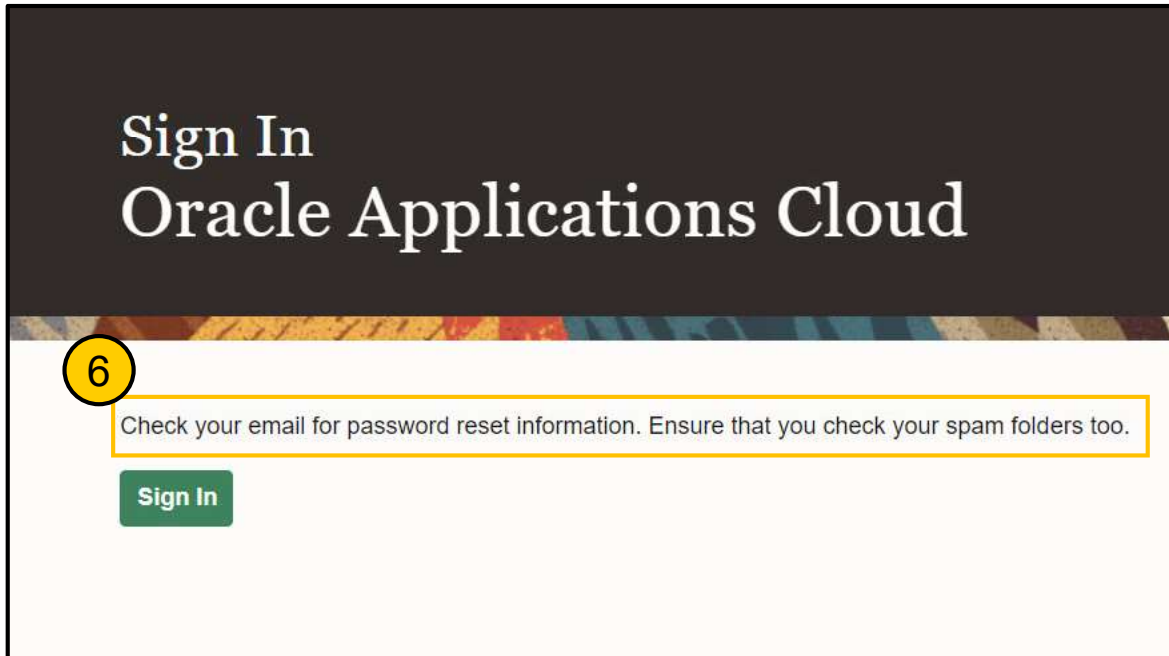 Sign In
Oracle Applications Cloud
6
Check your email for password reset information. Ensure that you check your spam folders too.
Sign In